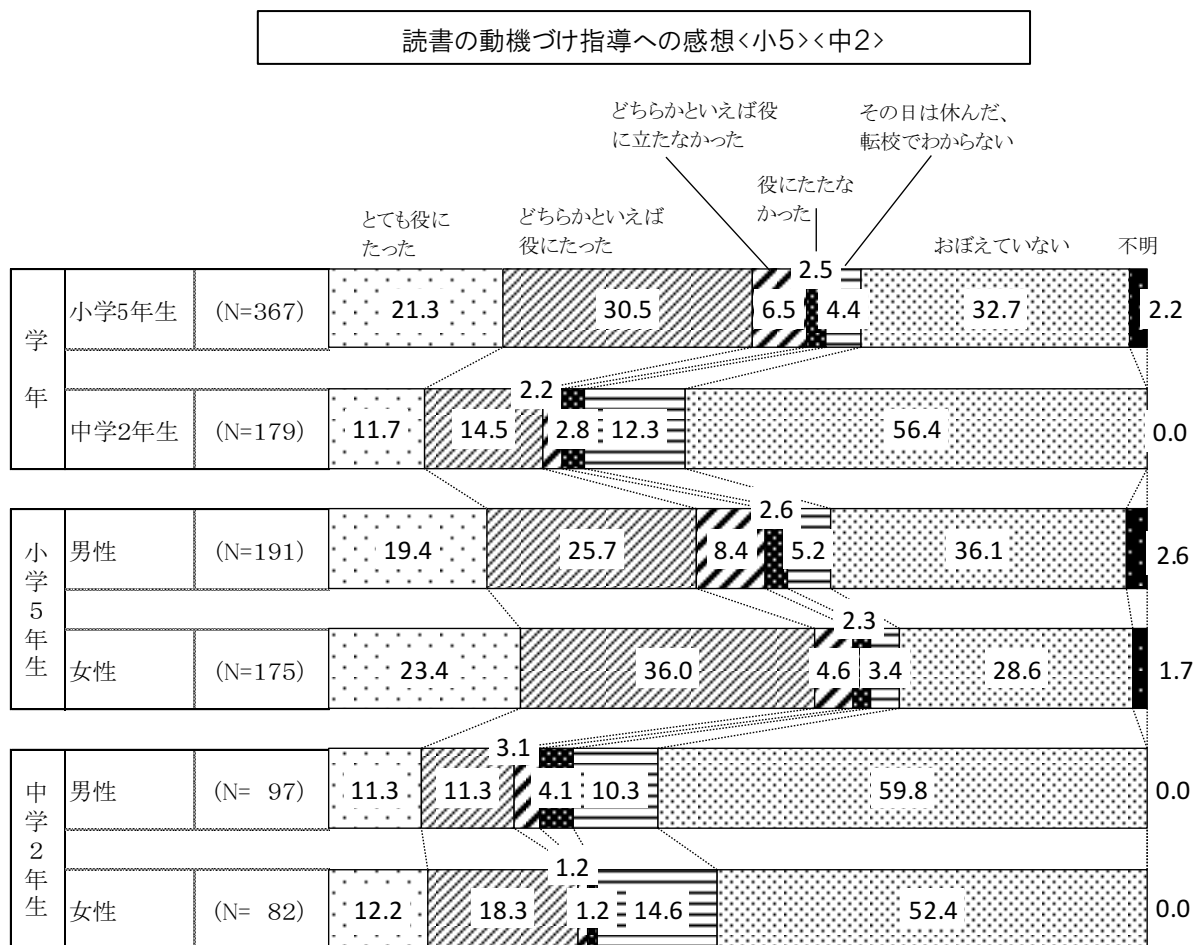 読書の動機づけ指導への感想<小5><中2>
どちらかといえば役
に立たなかった
その日は休んだ、
転校でわからない
役にたたな
かった
とても役に
たった
どちらかといえば
役にたった
おぼえていない
不明
学年
小学5年生 (N=367) 21.3 30.5 6.5 2.5 4.4 32.7 2.2
中学2年生 (N=179) 11.7 14.5 2.2 2.8 12.3 56.4 0.0
小学5年生
男性 (N=191) 19.4 25.7 8.4 2.6 5.2 36.1 2.6
女性 (N=175) 23.4 36.0 4.6 2.3 3.4 28.6 1.7
中学2年生
男性 (N= 97) 11.3 11.3 3.1 4.1 10.3 59.8 0.0
女性 (N= 82) 12.2 18.3 1.2 1.2 14.6 52.4 0.0